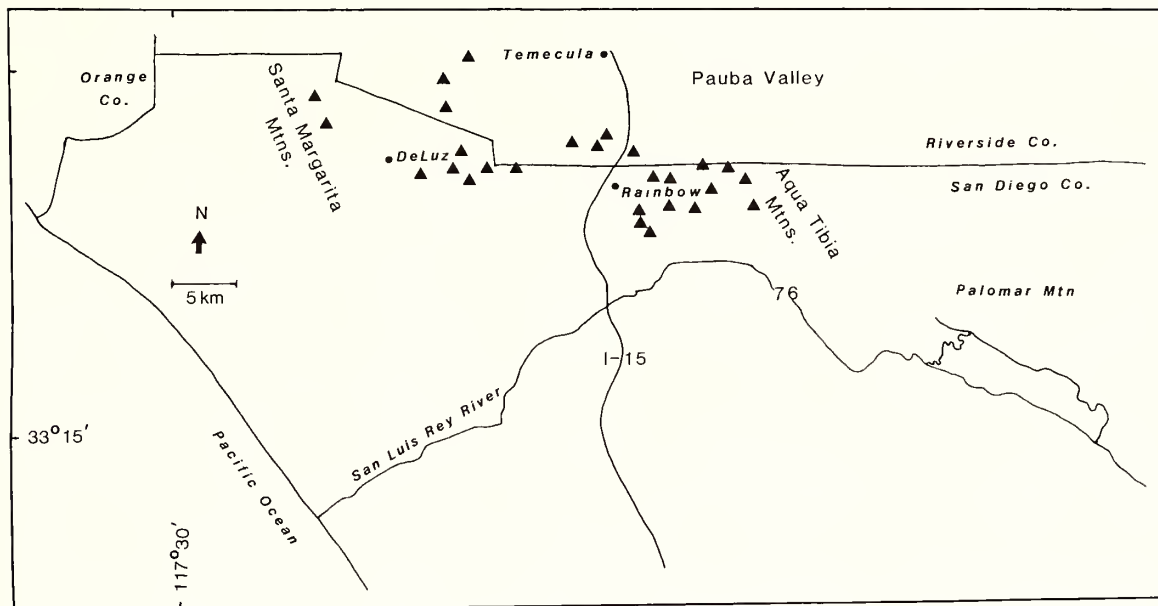 Temecula
Orange
Co.
Pauba Valley
Santa Margarita
Mtns.
DeLuz
Riverside Co.
San Diego Co.
Rainbow
Aqua Tibia
Mtns.
N
5 km
76
Palomar Mtn
I-15
San Luis Rey River
33°15'
Pacific Ocean
117°30'